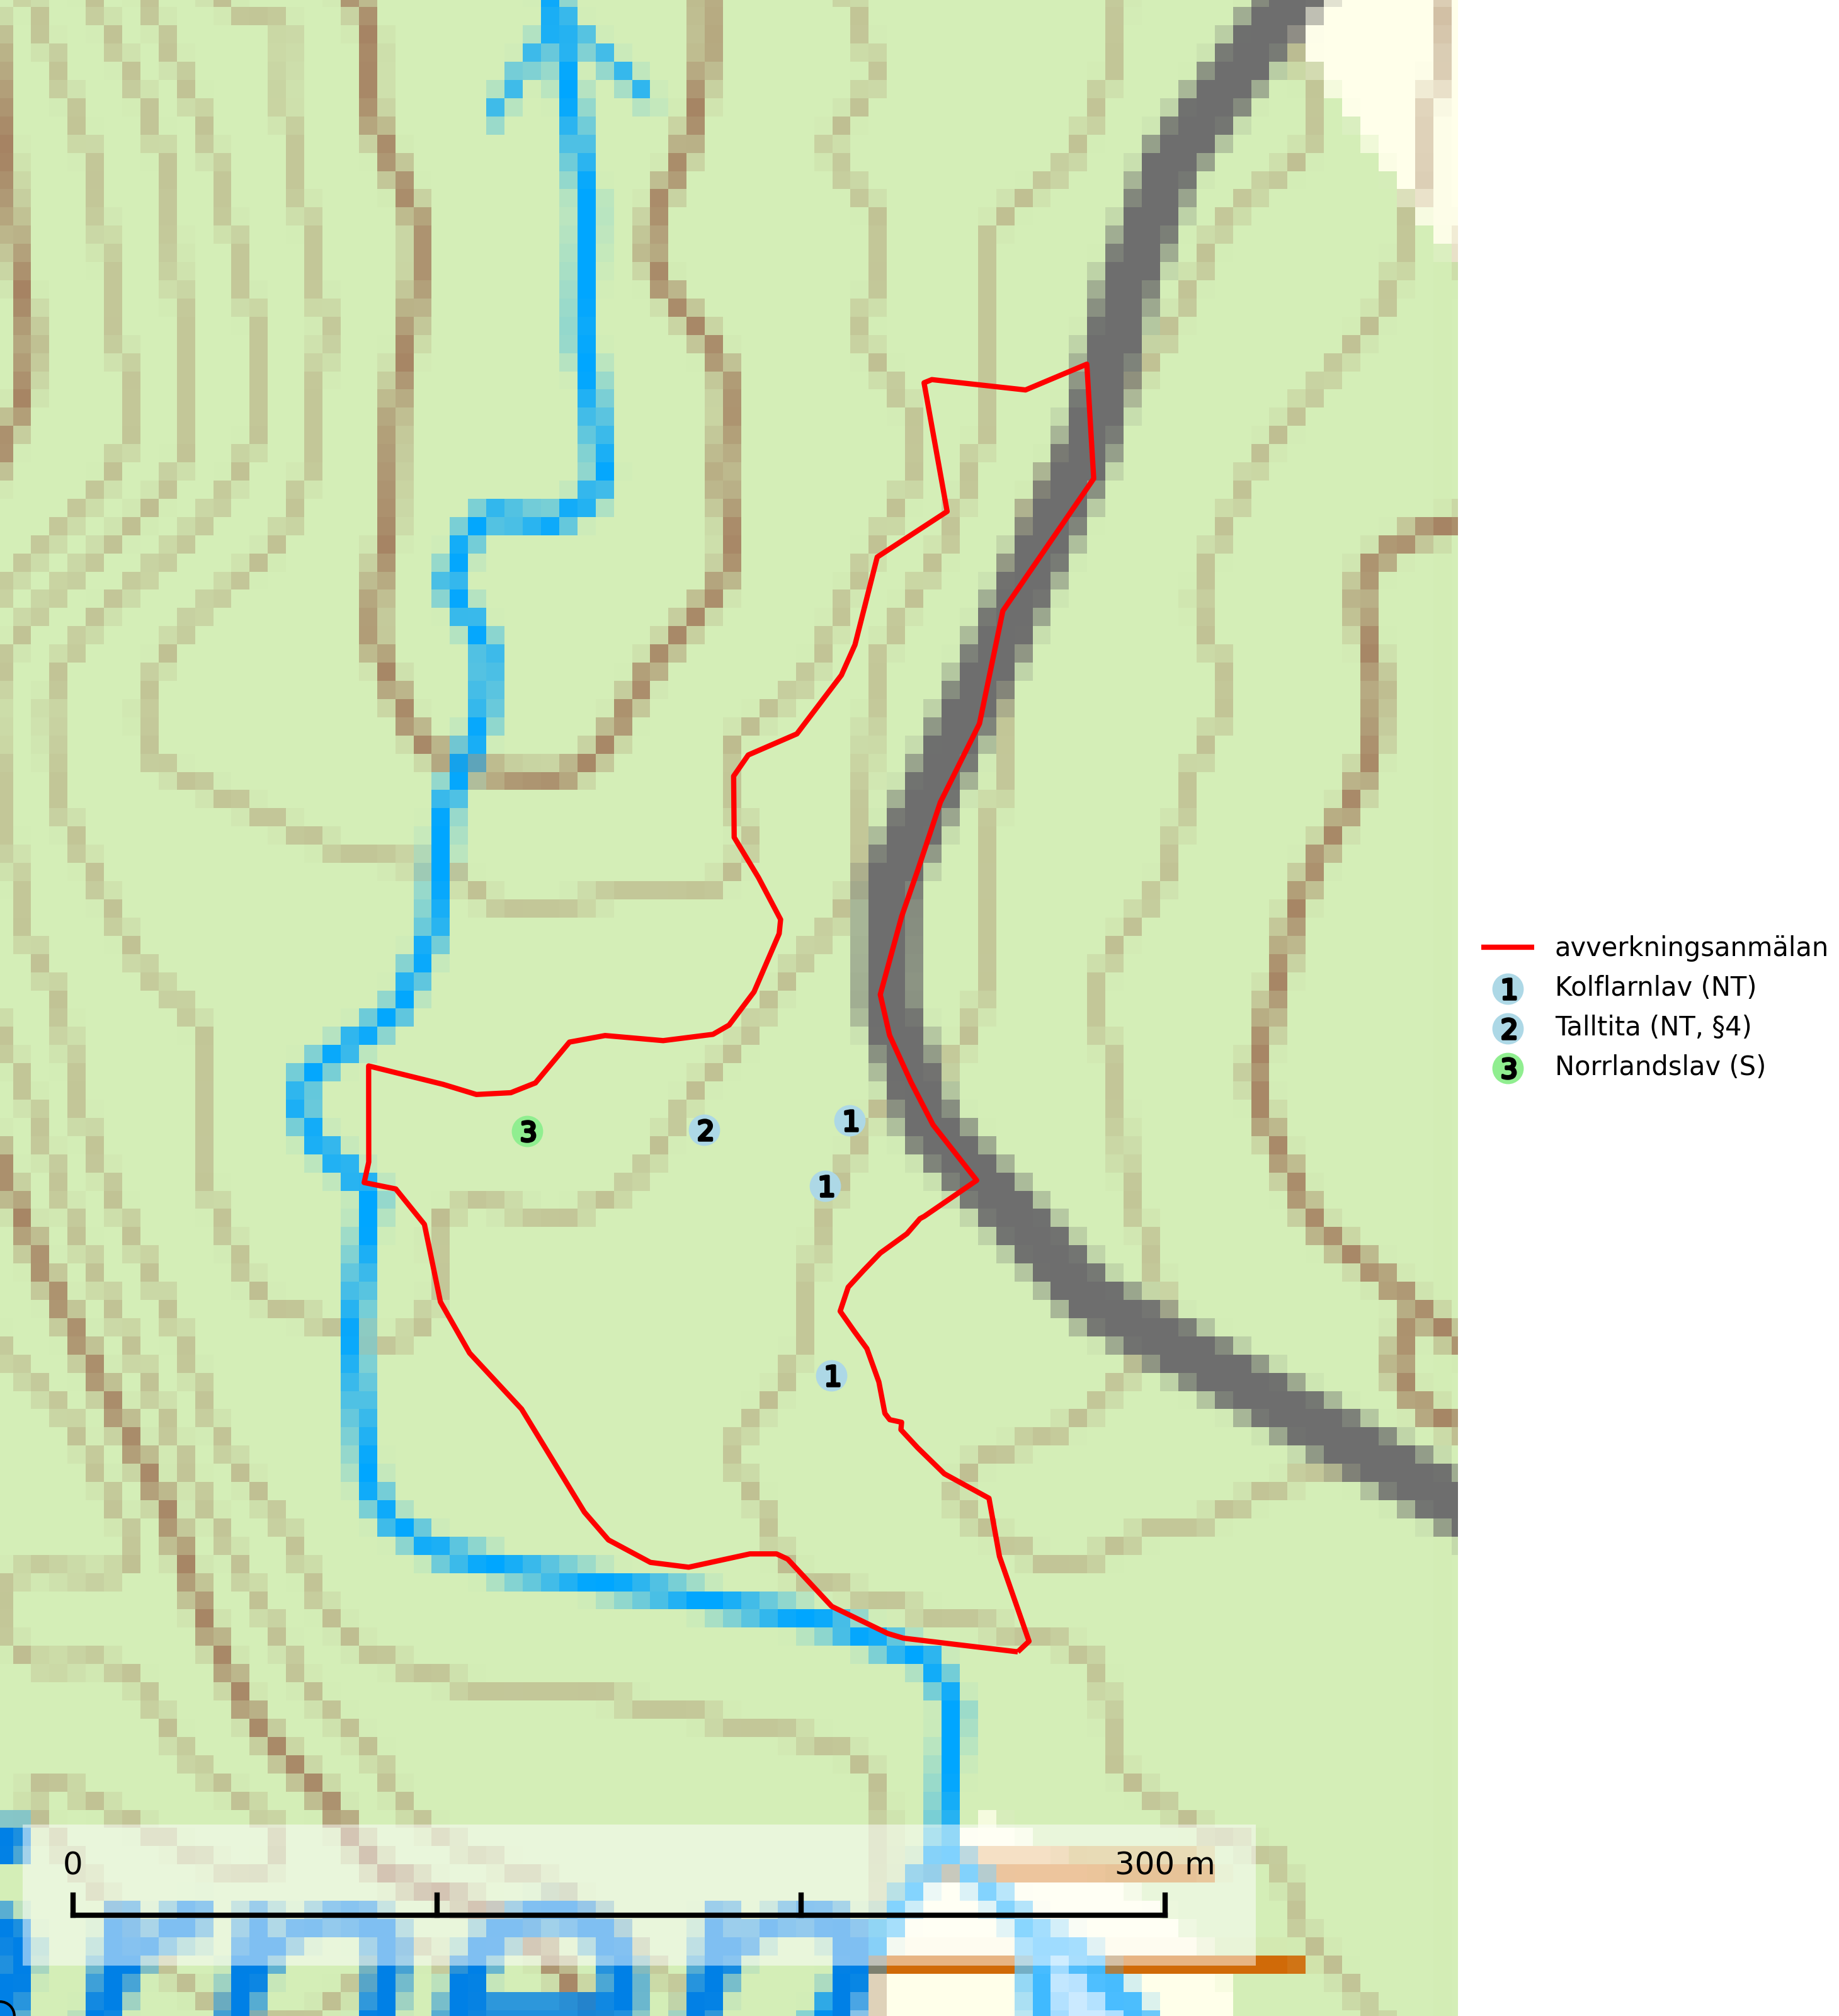 avverkningsanmälan
1 Kolflarnlav (NT)
2 Talltita (NT, §4)
3 Norrlandslav (S)
3
2
1
1
1
0
300 m